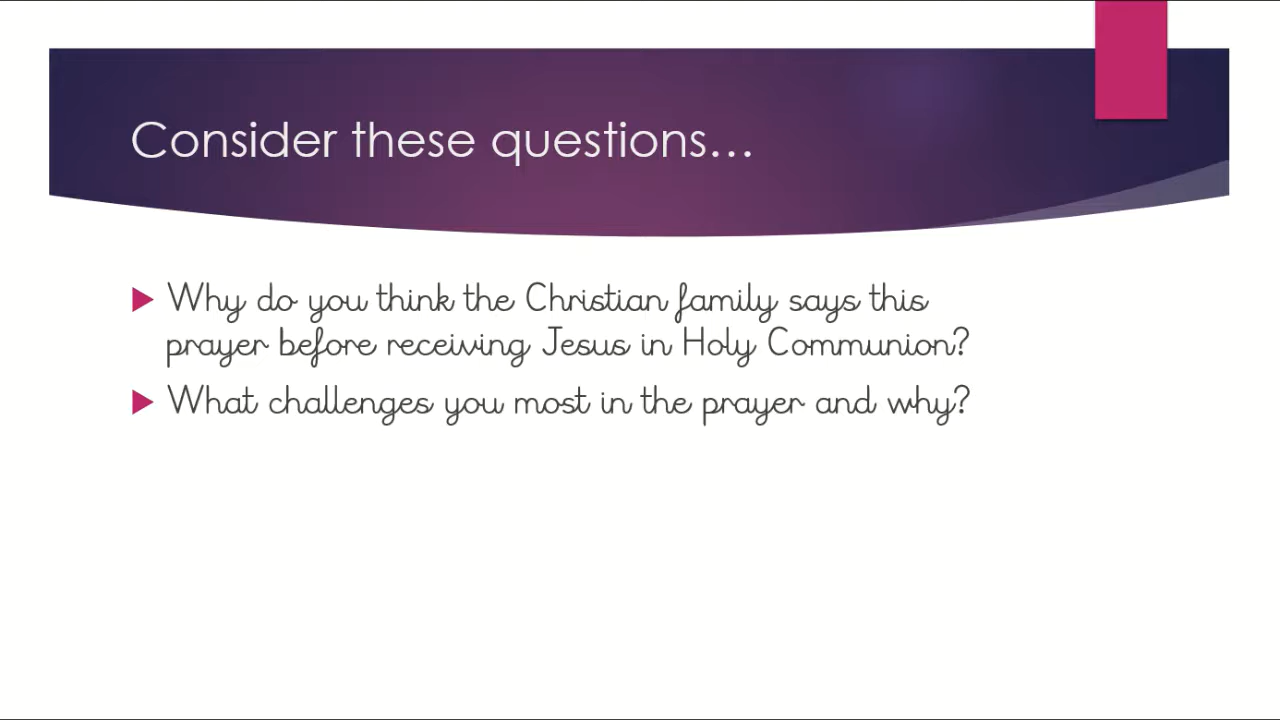 Consider these questions...
Why do you think the Christian family says this
prayer before receiving Jesus in Holy Communion?
What challenges you most in the prayer and why?